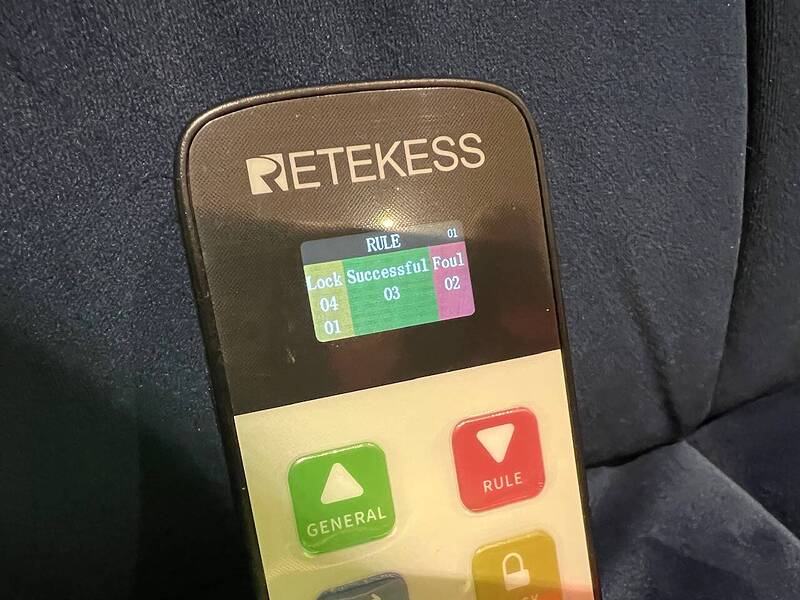 RETEKESS
RULE 01
Lock Successful Foul
04 03 02
01
GENERAL
RULE